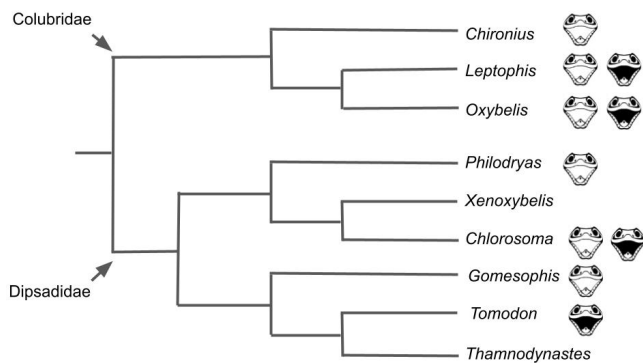 Colubridae
Chironius
Leptophis
Oxybelis
Philodryas
Xenoxybelis
Chlorosoma
Gomesophis
Dipsadidae
Tomodon
Thamnodynastes